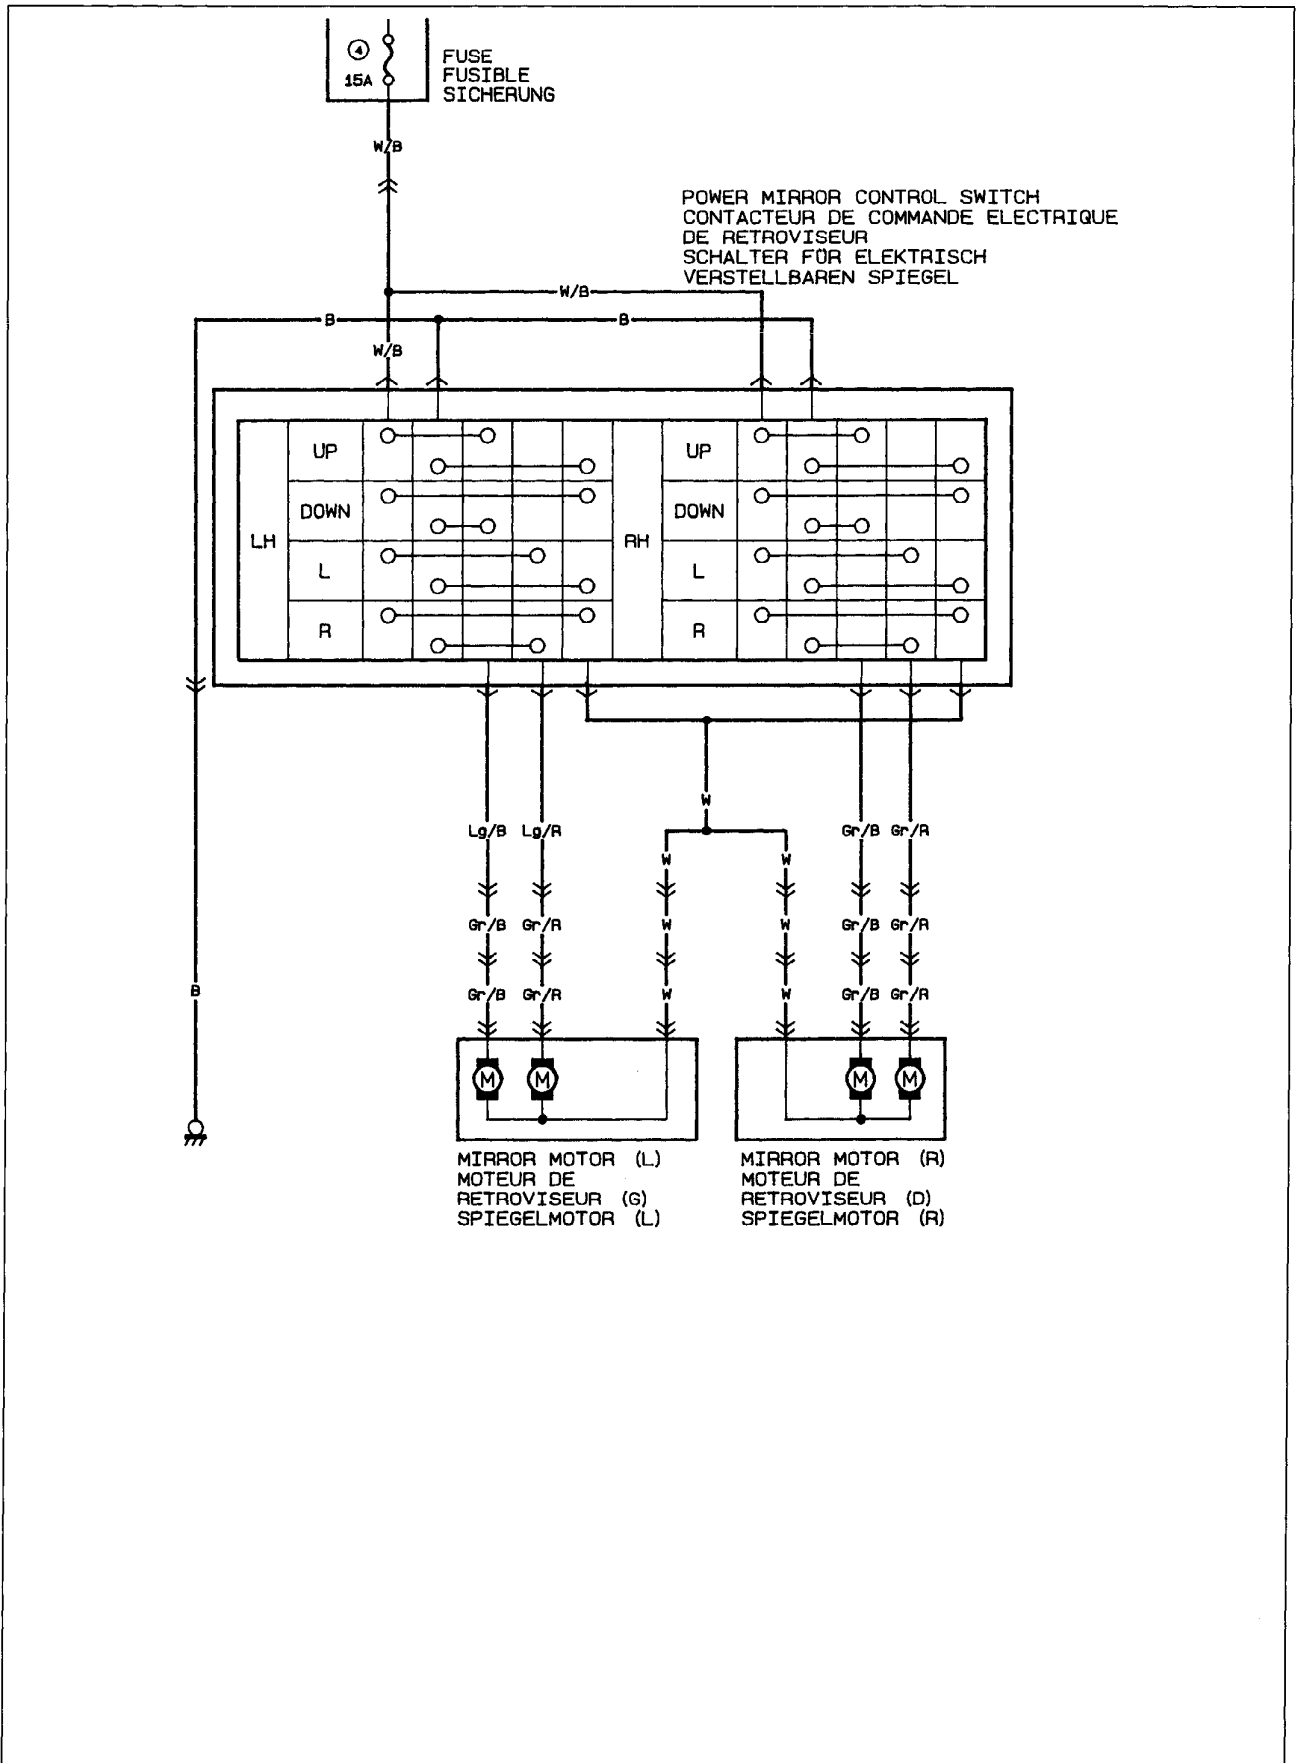 ④
15A
FUSE
FUSIBLE
SICHERUNG
W/B
POWER MIRROR CONTROL SWITCH
CONTACTEUR DE COMMANDE ELECTRIQUE
DE RETROVISEUR
SCHALTER FÜR ELEKTRISCH
VERSTELLBAREN SPIEGEL
W/B
B B
W/B
LH UP DOWN L R
RH UP DOWN L R
W
Lg/B Lg/R Gr/B Gr/R
W W
Gr/B Gr/R W W Gr/B Gr/R
B
Gr/B Gr/R W W Gr/B Gr/R
M M M M
MIRROR MOTOR (L)
MOTEUR DE
RETROVISEUR (G)
SPIEGELMOTOR (L)
MIRROR MOTOR (R)
MOTEUR DE
RETROVISEUR (D)
SPIEGELMOTOR (R)